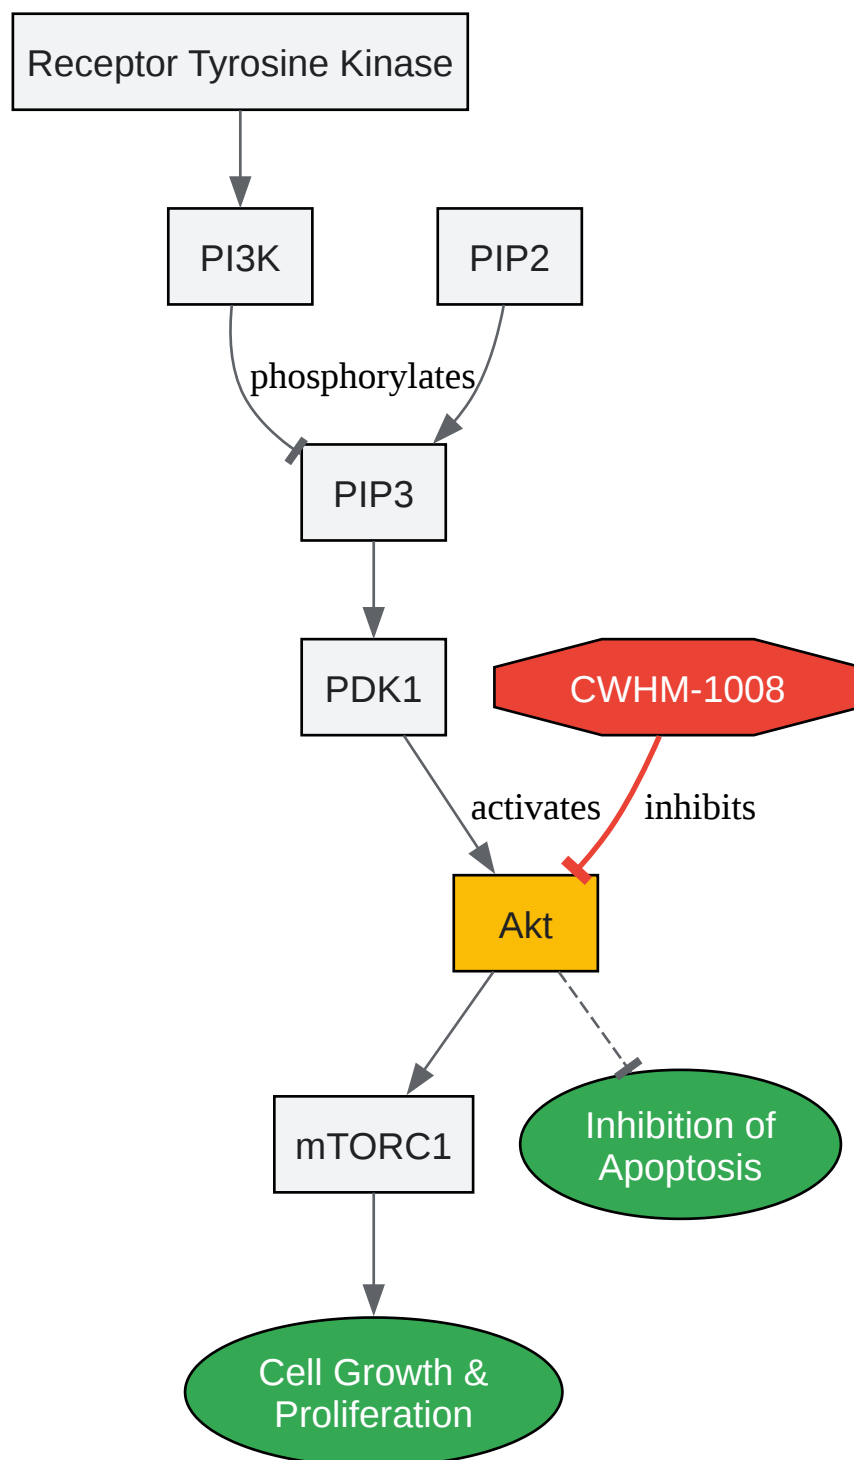 Receptor Tyrosine Kinase
PI3K
PIP2
phosphorylates
PIP3
PDK1
CWHM-1008
activates
inhibits
Akt
mTORC1
Inhibition of
Apoptosis
Cell Growth &
Proliferation